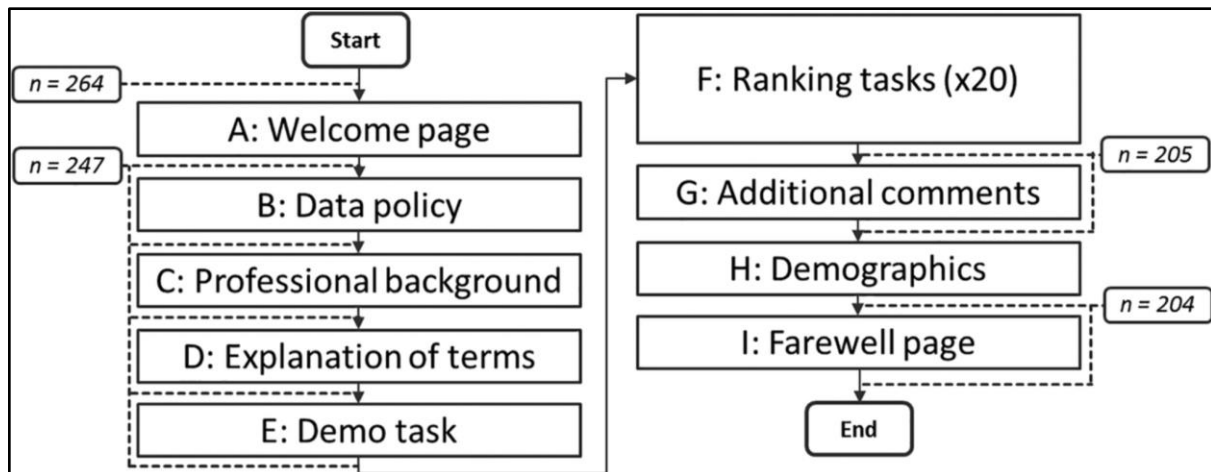 Start
n = 264
A: Welcome page
n = 247
B: Data policy
C: Professional background
D: Explanation of terms
E: Demo task
F: Ranking tasks (x20)
n = 205
G: Additional comments
H: Demographics
n = 204
I: Farewell page
End